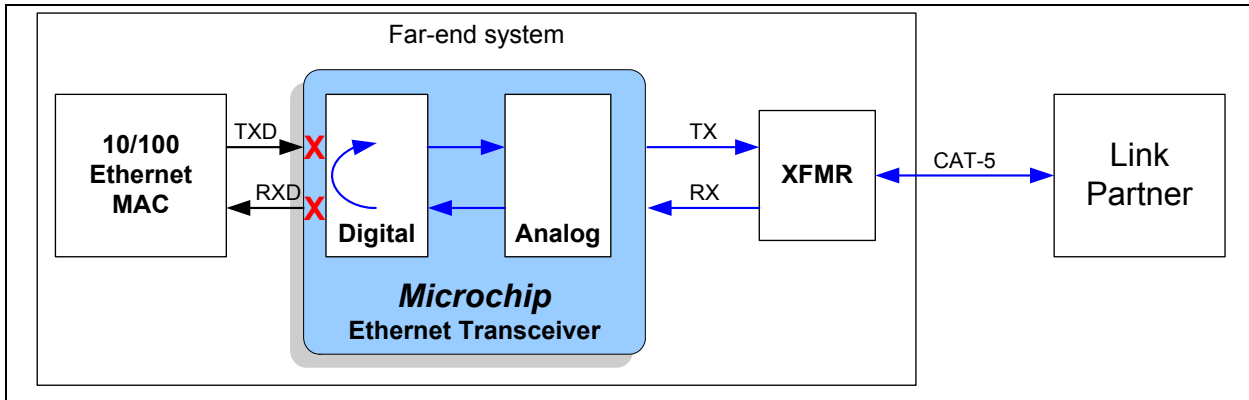 Far-end system
10/100
Ethernet
MAC
TXD
RXD
X
X
Digital
Analog
Microchip
Ethernet Transceiver
TX
RX
XFMR
CAT-5
Link
Partner